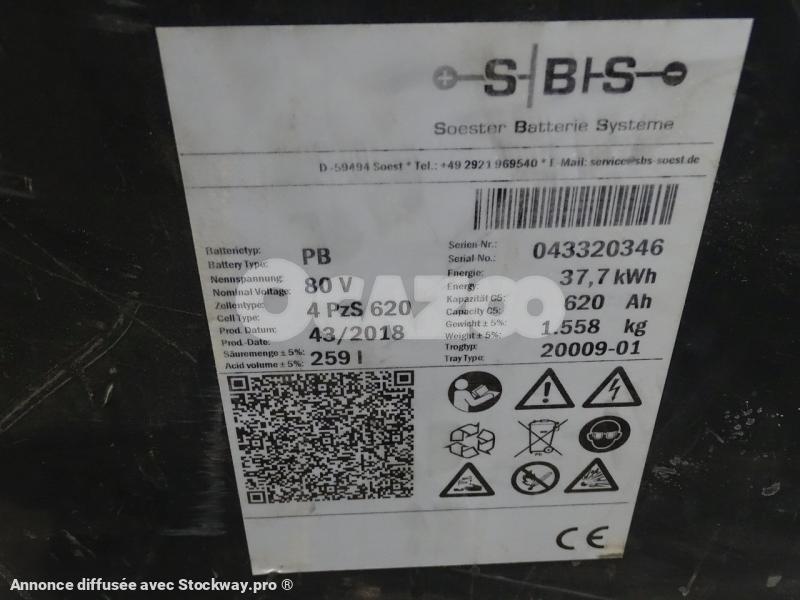 S B S
Soester Batterie Systeme
D-59494 Soest * Tel.: +49 2921 969540 * E-Mail: service@sbs-soest.de
Batterietyp: PB
Battery Type:
Nennspannung: 80 V
Nominal Voltage:
Zellentype: 4 PzS 620
Cell Type:
Prod. Datum: 43/2018
Prod.-Date:
Säuremenge ± 5%: 259 l
Acid volume ± 5%:
Serien-Nr.: 043320346
Serial-No.:
Energie: 37,7 kWh
Energy:
Kapazität C5: 620 Ah
Capacity C5:
Gewicht ± 5%: 1.558 kg
Weight ± 5%:
Trogtyp: 20009-01
Tray Type:
OCAZOO
CE
Annonce diffusée avec Stockway.pro ®